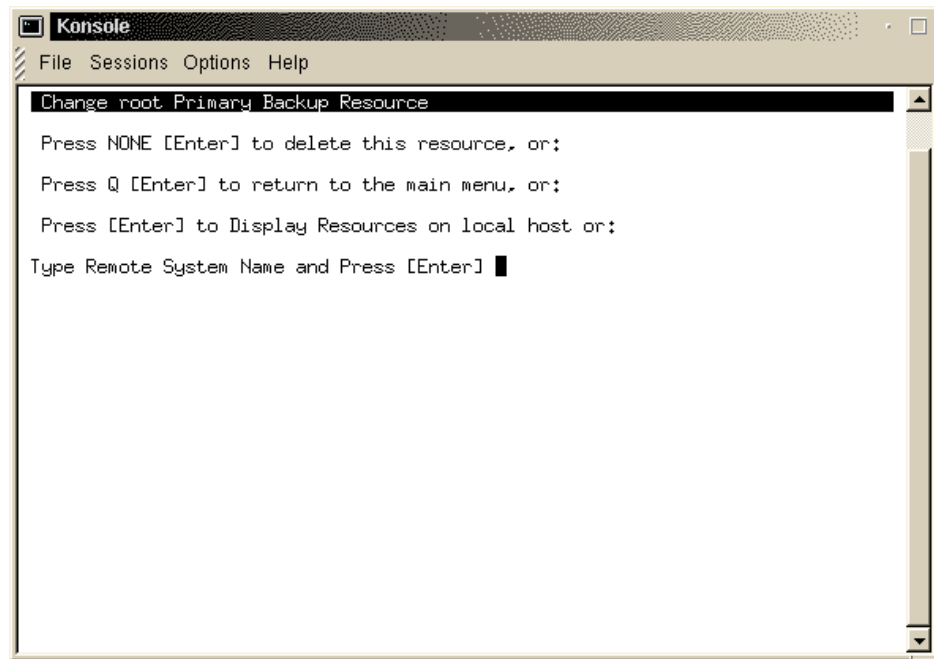 Konsole
File Sessions Options Help
Change root Primary Backup Resource
Press NONE [Enter] to delete this resource, or:
Press Q [Enter] to return to the main menu, or:
Press [Enter] to Display Resources on local host or:
Type Remote System Name and Press [Enter]